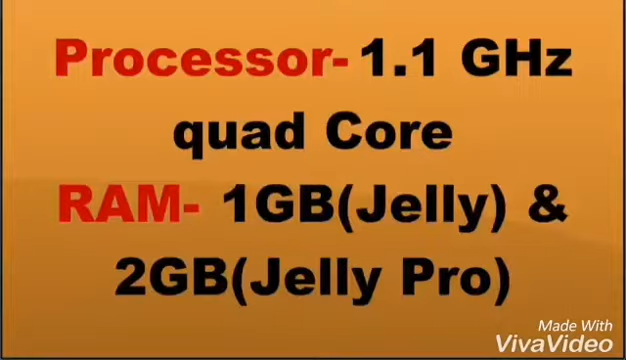 Processor- 1.1 GHz
quad Core
RAM- 1GB(Jelly) &
2GB(Jelly Pro)
Made With
VivaVideo